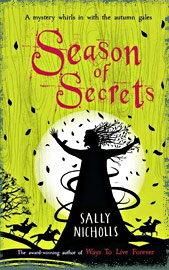 A mystery whirls in with the autumn gales
Season
of
Secrets
SALLY
NICHOLLS
The award-winning author of Ways To Live Forever